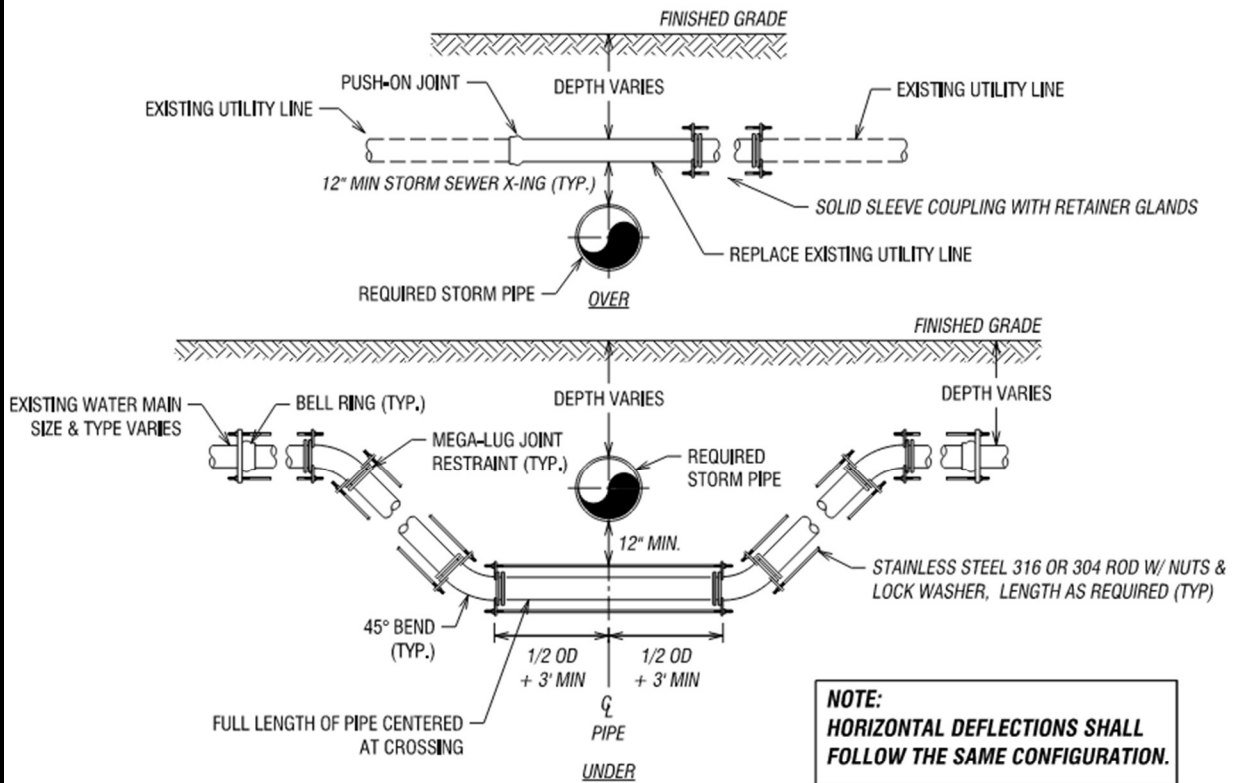 FINISHED GRADE
PUSH-ON JOINT
DEPTH VARIES
EXISTING UTILITY LINE
EXISTING UTILITY LINE
12" MIN STORM SEWER X-ING (TYP.)
SOLID SLEEVE COUPLING WITH RETAINER GLANDS
REPLACE EXISTING UTILITY LINE
REQUIRED STORM PIPE
OVER
FINISHED GRADE
DEPTH VARIES
DEPTH VARIES
EXISTING WATER MAIN
SIZE & TYPE VARIES
BELL RING (TYP.)
MEGA-LUG JOINT
RESTRAINT (TYP.)
REQUIRED
STORM PIPE
12" MIN.
STAINLESS STEEL 316 OR 304 ROD W/ NUTS &
LOCK WASHER, LENGTH AS REQUIRED (TYP)
45° BEND
(TYP.)
1/2 OD
+ 3' MIN
1/2 OD
+ 3' MIN
FULL LENGTH OF PIPE CENTERED
AT CROSSING
℄
PIPE
UNDER
NOTE:
HORIZONTAL DEFLECTIONS SHALL
FOLLOW THE SAME CONFIGURATION.